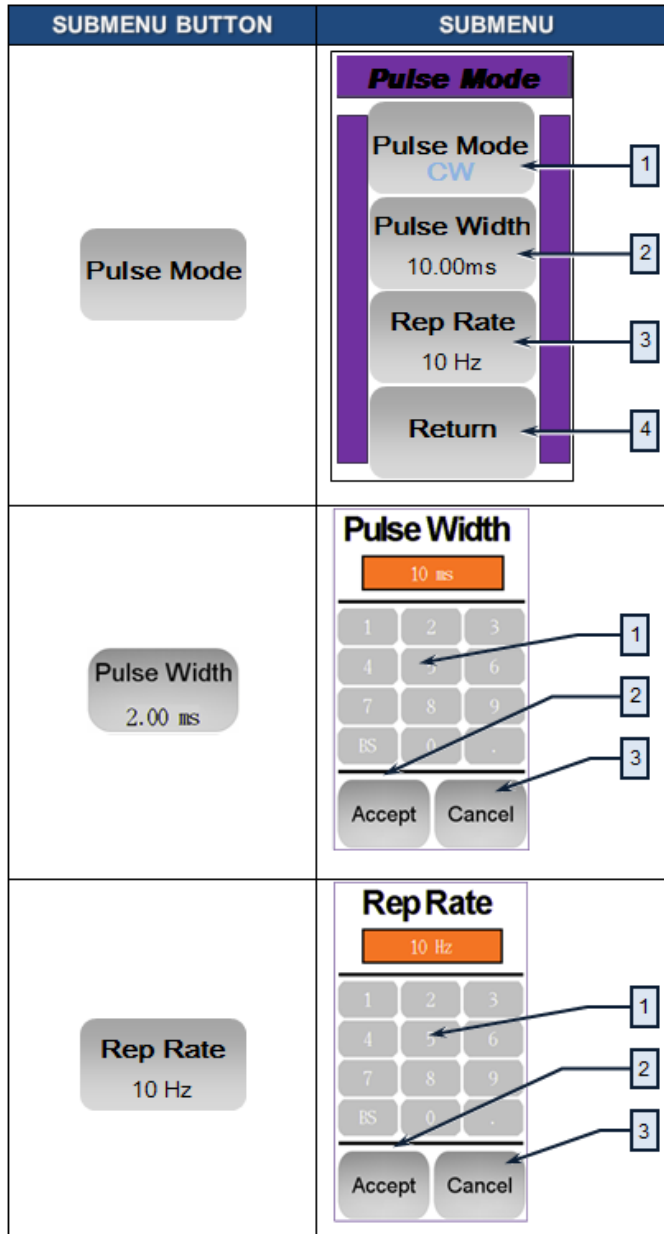 SUBMENU BUTTON
SUBMENU
Pulse Mode
Pulse Mode
Pulse Mode
CW
1
Pulse Width
10.00ms
2
Rep Rate
10 Hz
3
Return
4
Pulse Width
2.00 ms
Pulse Width
10 ms
1 2 3
4 5 6
7 8 9
BS 0 .
Accept Cancel
1
2
3
Rep Rate
10 Hz
Rep Rate
10 Hz
1 2 3
4 5 6
7 8 9
BS 0 .
Accept Cancel
1
2
3